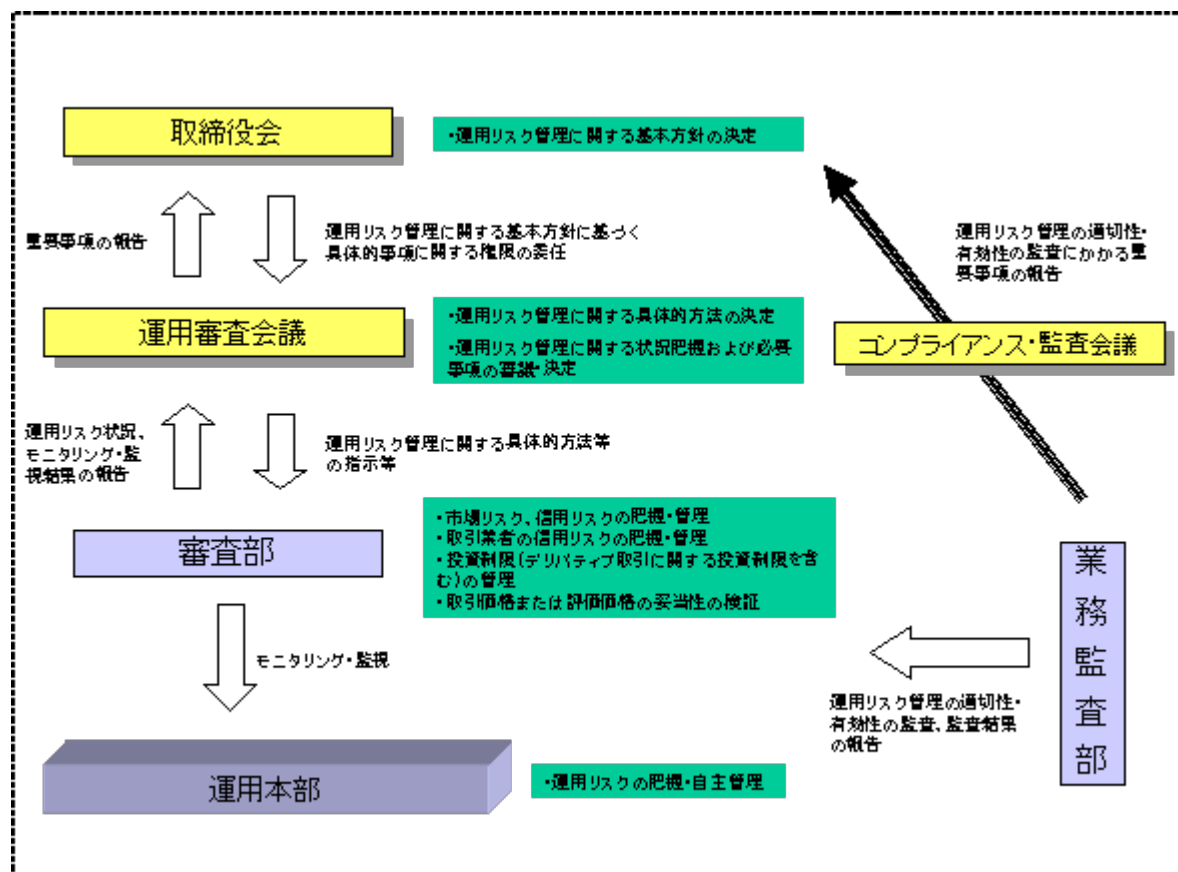 取締役会
・運用リスク管理に関する基本方針の決定
重要事項の報告
運用リスク管理に関する基本方針に基づく
具体的事項に関する権限の委任
運用リスク管理の適切性・
有効性の監査にかかる重
要事項の報告
運用審査会議
・運用リスク管理に関する具体的方法の決定
・運用リスク管理に関する状況把握および必要
事項の審議・決定
コンプライアンス・監査会議
運用リスク状況、
モニタリング・監
視結果の報告
運用リスク管理に関する具体的方法等
の指示等
審査部
・市場リスク、信用リスクの把握・管理
・取引業者の信用リスクの把握・管理
・投資制限(デリバティブ取引に関する投資制限を含
む)の管理
・取引価格または評価価格の妥当性の検証
業務監査部
モニタリング・監視
運用リスク管理の適切性・
有効性の監査、監査結果
の報告
運用本部
・運用リスクの把握・自主管理